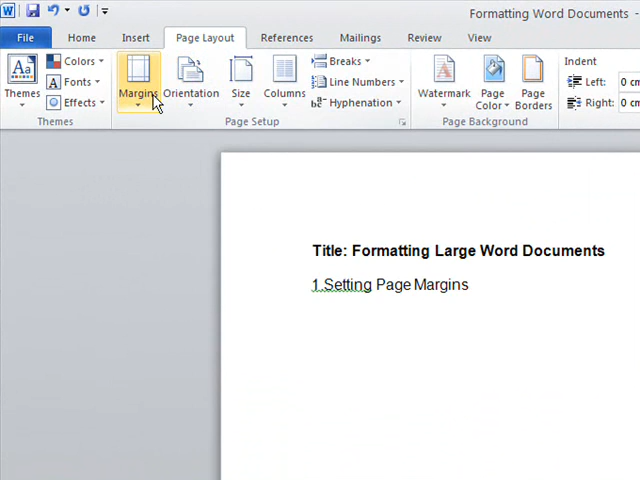 Formatting Word Documents -
File Home Insert Page Layout References Mailings Review View
Colors Breaks Indent
Fonts Line Numbers Left: 0 cm
Themes Margins Orientation Size Columns Watermark Page Color Page Borders
Effects Hyphenation Right: 0 cm
Themes Page Setup Page Background
Title: Formatting Large Word Documents
1.Setting Page Margins